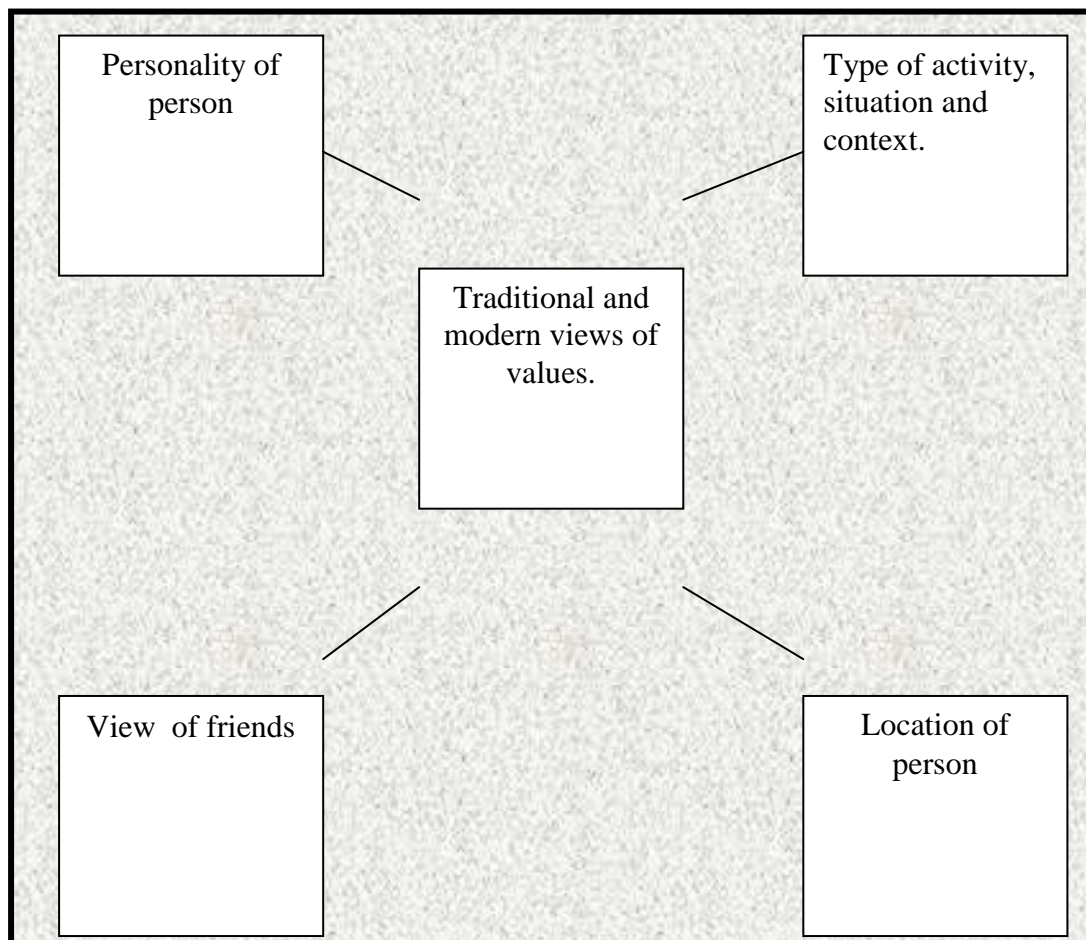 Personality of
person
Type of activity,
situation and
context.
Traditional and
modern views of
values.
View  of friends
Location of
person